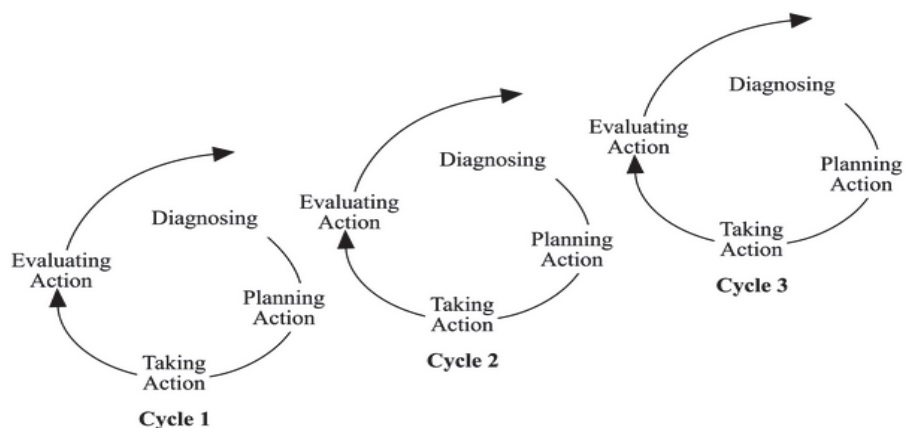 Diagnosing
Planning
Action
Taking
Action
Evaluating
Action
Cycle 1
Diagnosing
Planning
Action
Taking
Action
Evaluating
Action
Cycle 2
Diagnosing
Planning
Action
Taking
Action
Evaluating
Action
Cycle 3